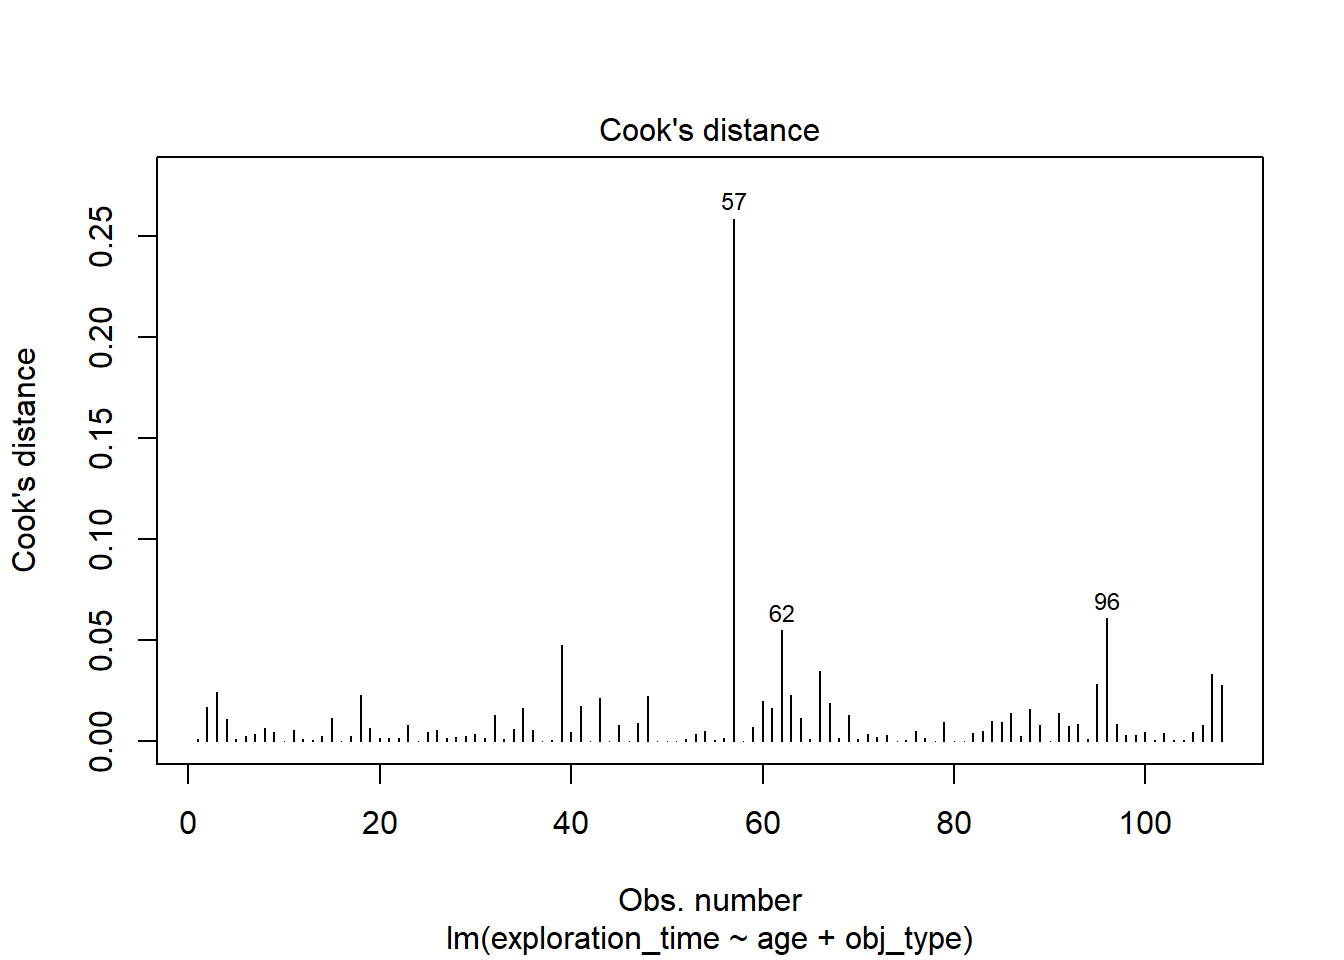 Cook's distance
57
62
96
Cook's distance
0.25
0.20
0.15
0.10
0.05
0.00
0 20 40 60 80 100
Obs. number
lm(exploration_time ~ age + obj_type)